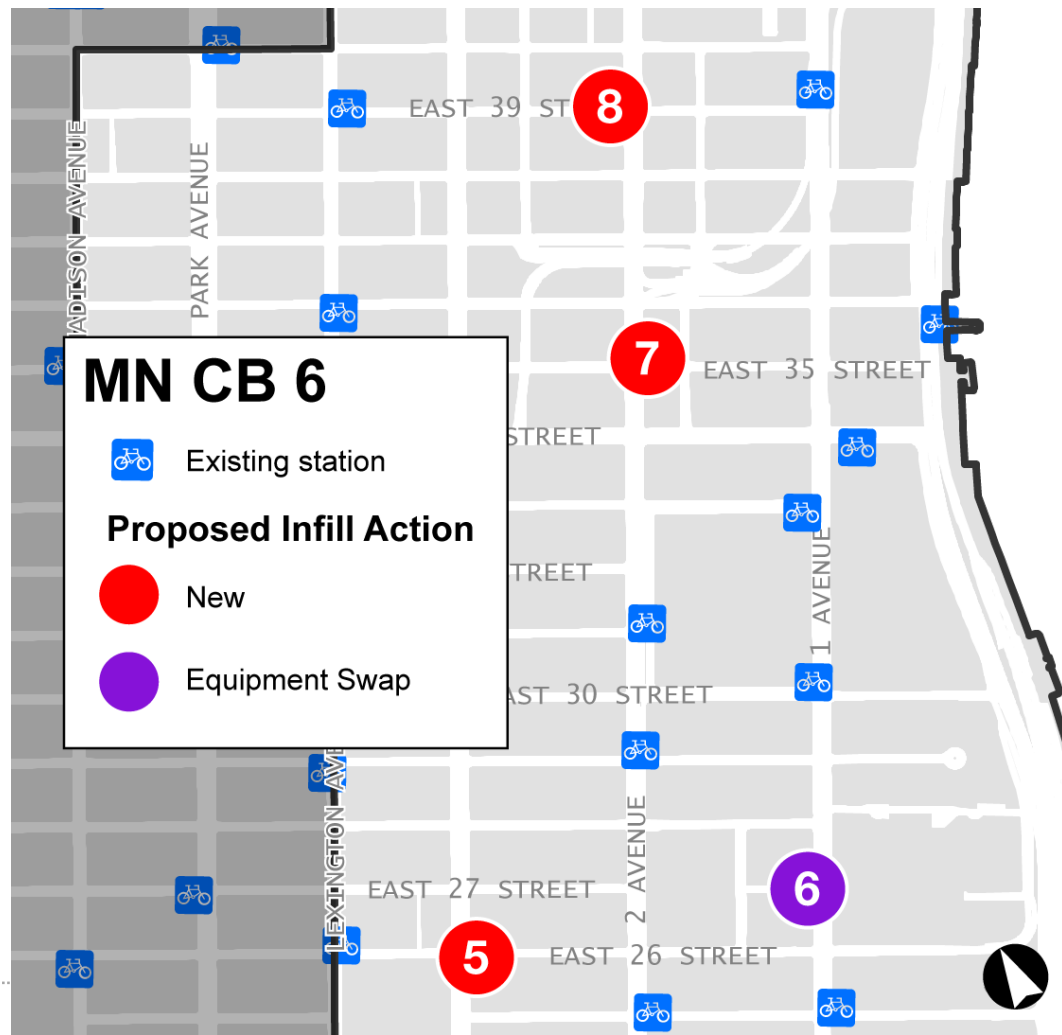 EAST 39 ST
8
ADISON AVENUE
PARK AVENUE
7
EAST 35 STREET
MN CB 6
Existing station
Proposed Infill Action
New
Equipment Swap
STREET
TREET
1 AVENUE
AST 30 STREET
LEXINGTON AVE
2 AVENUE
EAST 27 STREET
6
5
EAST 26 STREET